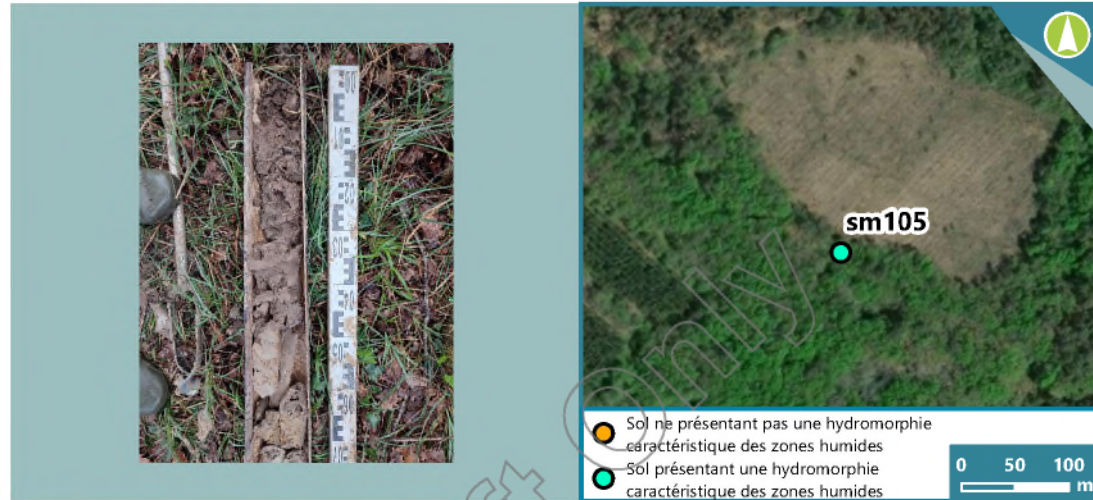 sm105
Sol ne présentant pas une hydromorphie
caractéristique des zones humides
Sol présentant une hydromorphie
caractéristique des zones humides
0 50 100
m
Only